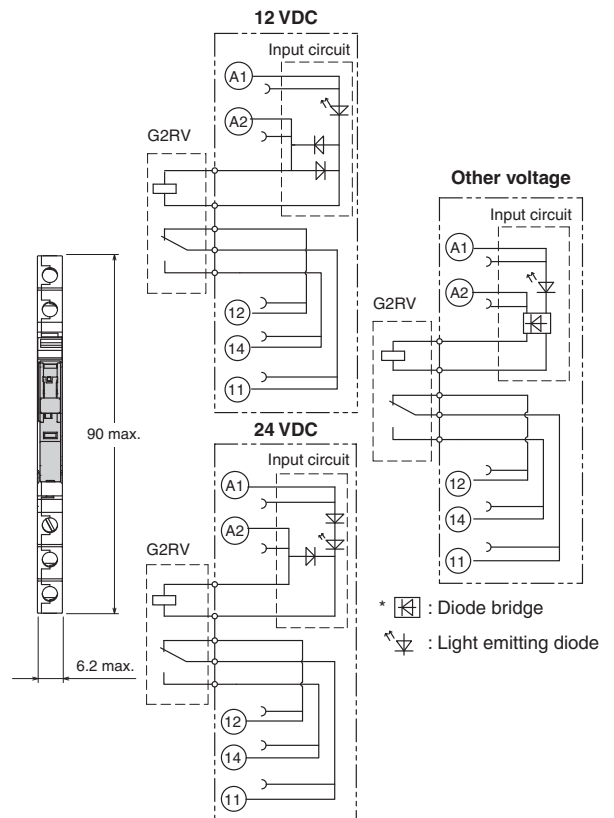 12 VDC
Input circuit
A1
A2
G2RV
12
14
11
90 max.
6.2 max.
24 VDC
Input circuit
A1
A2
G2RV
12
14
11
Other voltage
Input circuit
A1
A2
G2RV
12
14
11
* : Diode bridge
: Light emitting diode